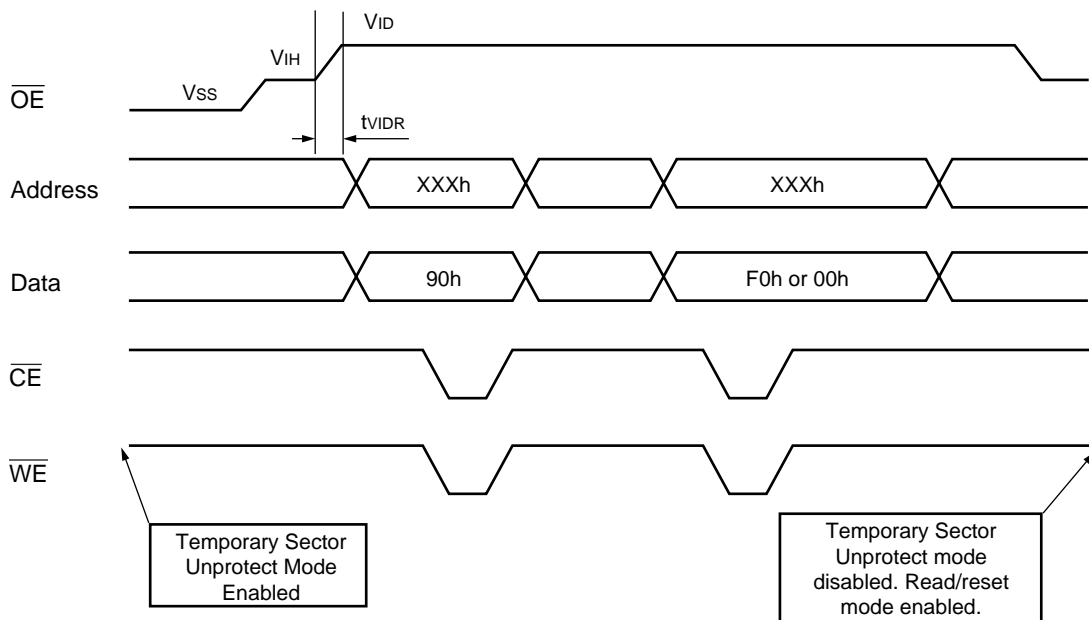 VID
VIH
VSS
OE
tVIDR
Address
XXXh
XXXh
Data
90h
F0h or 00h
CE
WE
Temporary Sector
Unprotect Mode
Enabled
Temporary Sector
Unprotect mode
disabled. Read/reset
mode enabled.